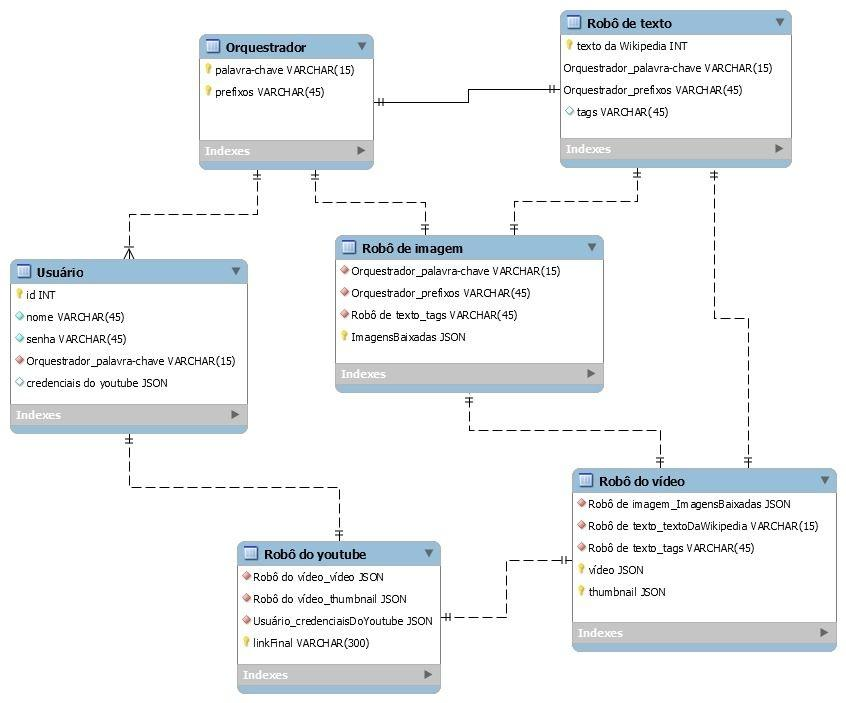 Orquestrador
palavra-chave VARCHAR(15)
prefixos VARCHAR(45)
Indexes
Robô de texto
texto da Wikipedia INT
Orquestrador_palavra-chave VARCHAR(15)
Orquestrador_prefixos VARCHAR(45)
tags VARCHAR(45)
Indexes
Usuário
id INT
nome VARCHAR(45)
senha VARCHAR(45)
Orquestrador_palavra-chave VARCHAR(15)
credenciais do youtube JSON
Indexes
Robô de imagem
Orquestrador_palavra-chave VARCHAR(15)
Orquestrador_prefixos VARCHAR(45)
Robô de texto_tags VARCHAR(45)
ImagensBaixadas JSON
Indexes
Robô do youtube
Robô do vídeo_vídeo JSON
Robô do vídeo_thumbnail JSON
Usuário_credenciaisDoYoutube JSON
linkFinal VARCHAR(300)
Indexes
Robô do vídeo
Robô de imagem_ImagensBaixadas JSON
Robô de texto_textoDaWikipedia VARCHAR(15)
Robô de texto_tags VARCHAR(45)
vídeo JSON
thumbnail JSON
Indexes